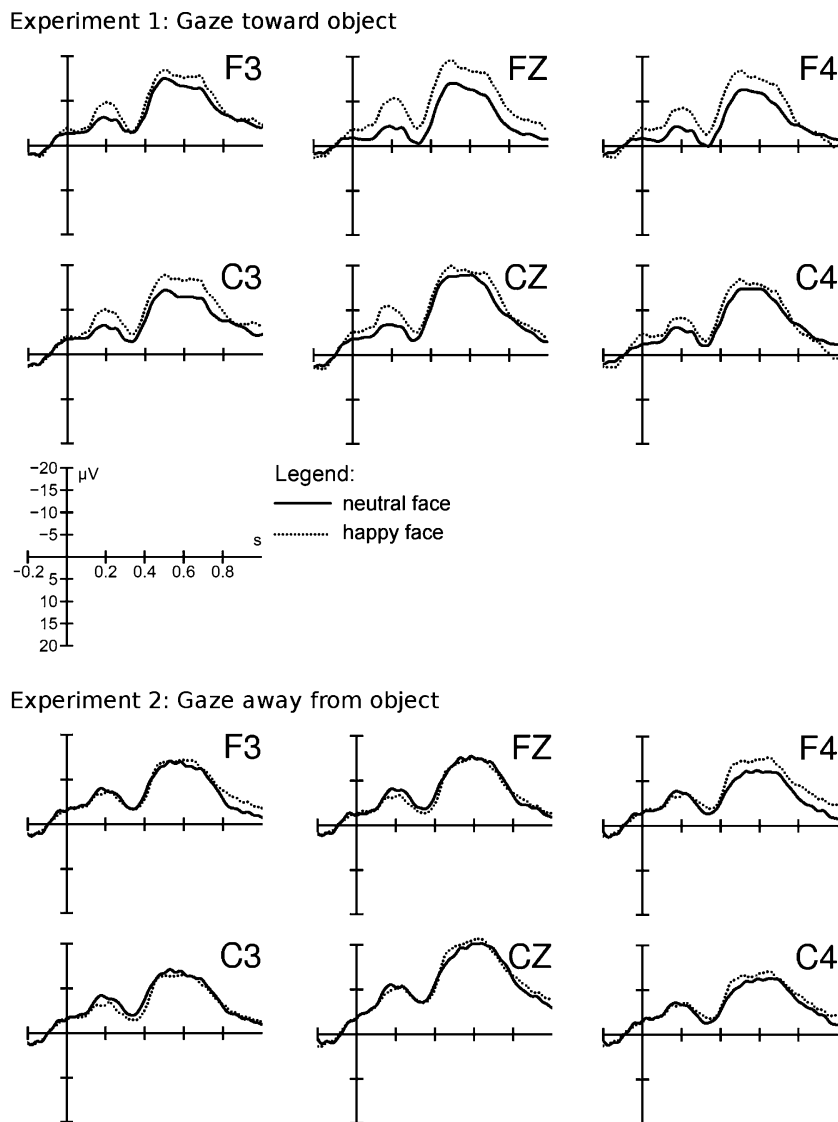 Experiment 1: Gaze toward object
F3 FZ F4
C3 CZ C4
−20 µV
−15
−10
−5
s
−0.2 0.2 0.4 0.6 0.8
5
10
15
20
Legend:
neutral face
happy face
Experiment 2: Gaze away from object
F3 FZ F4
C3 CZ C4